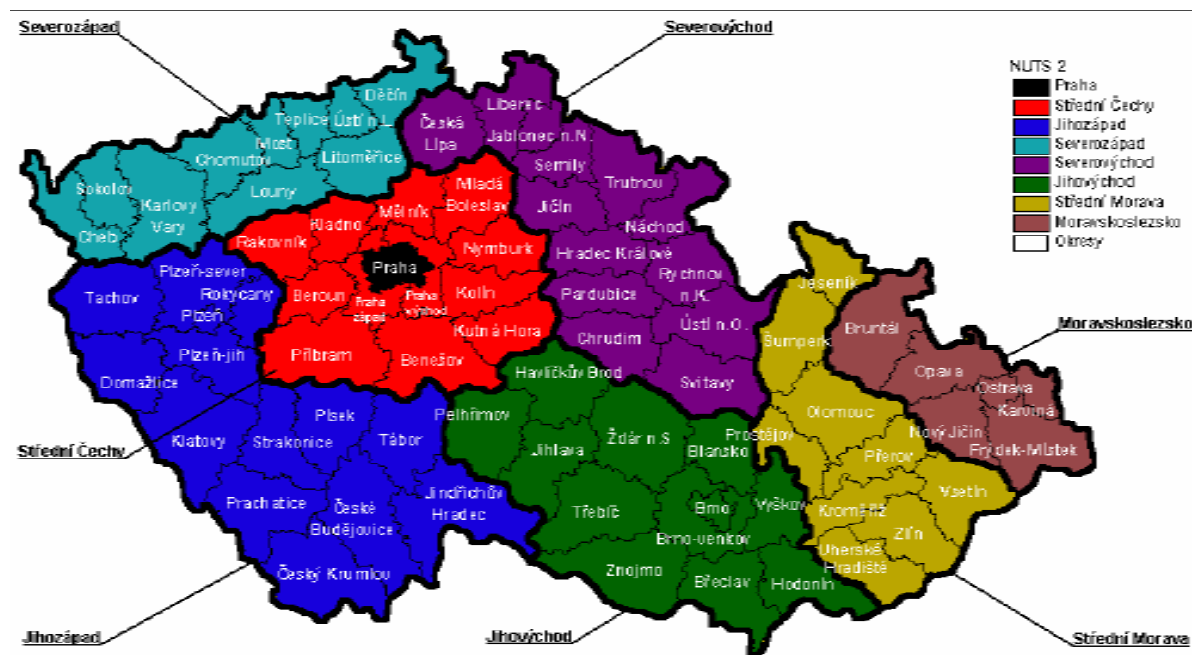 Severozápad
Severovýchod
NUTS 2
Praha
Střední Čechy
Jihozápad
Severozápad
Severovýchod
Jihovýchod
Střední Morava
Moravskoslezsko
Okresy
Děčín
Teplice
Ústí n.L.
Most
Chomutov
Litoměřice
Louny
Sokolov
Karlovy
Vary
Cheb
Liberec
Česká
Lípa
Jablonec n.N.
Semily
Trutnov
Jičín
Náchod
Hradec Králové
Rychnov
n.K.
Pardubice
Ústí n.O.
Chrudim
Svitavy
Mladá
Boleslav
Mělník
Kladno
Rakovník
Nymburk
Praha
Beroun
Praha
západ
Praha
východ
Kolín
Kutná Hora
Příbram
Benešov
Plzeň-sever
Tachov
Rokycany
Plzeň
Plzeň-jih
Domažlice
Klatovy
Písek
Strakonice
Tábor
Prachatice
České
Budějovice
Jindřichův
Hradec
Český Krumlov
Havlíčkův Brod
Pelhřimov
Jihlava
Ždár n.S
Blansko
Třebíč
Brno
Vyškov
Brno-venkov
Znojmo
Břeclav
Hodonín
Jeseník
Šumperk
Olomouc
Prostějov
Přerov
Kroměříž
Vsetín
Zlín
Uherské
Hradiště
Bruntál
Opava
Ostrava
Karviná
Nový Jičín
Frýdek-Místek
Moravskoslezsko
Střední Čechy
Jihozápad
Jihovýchod
Střední Morava